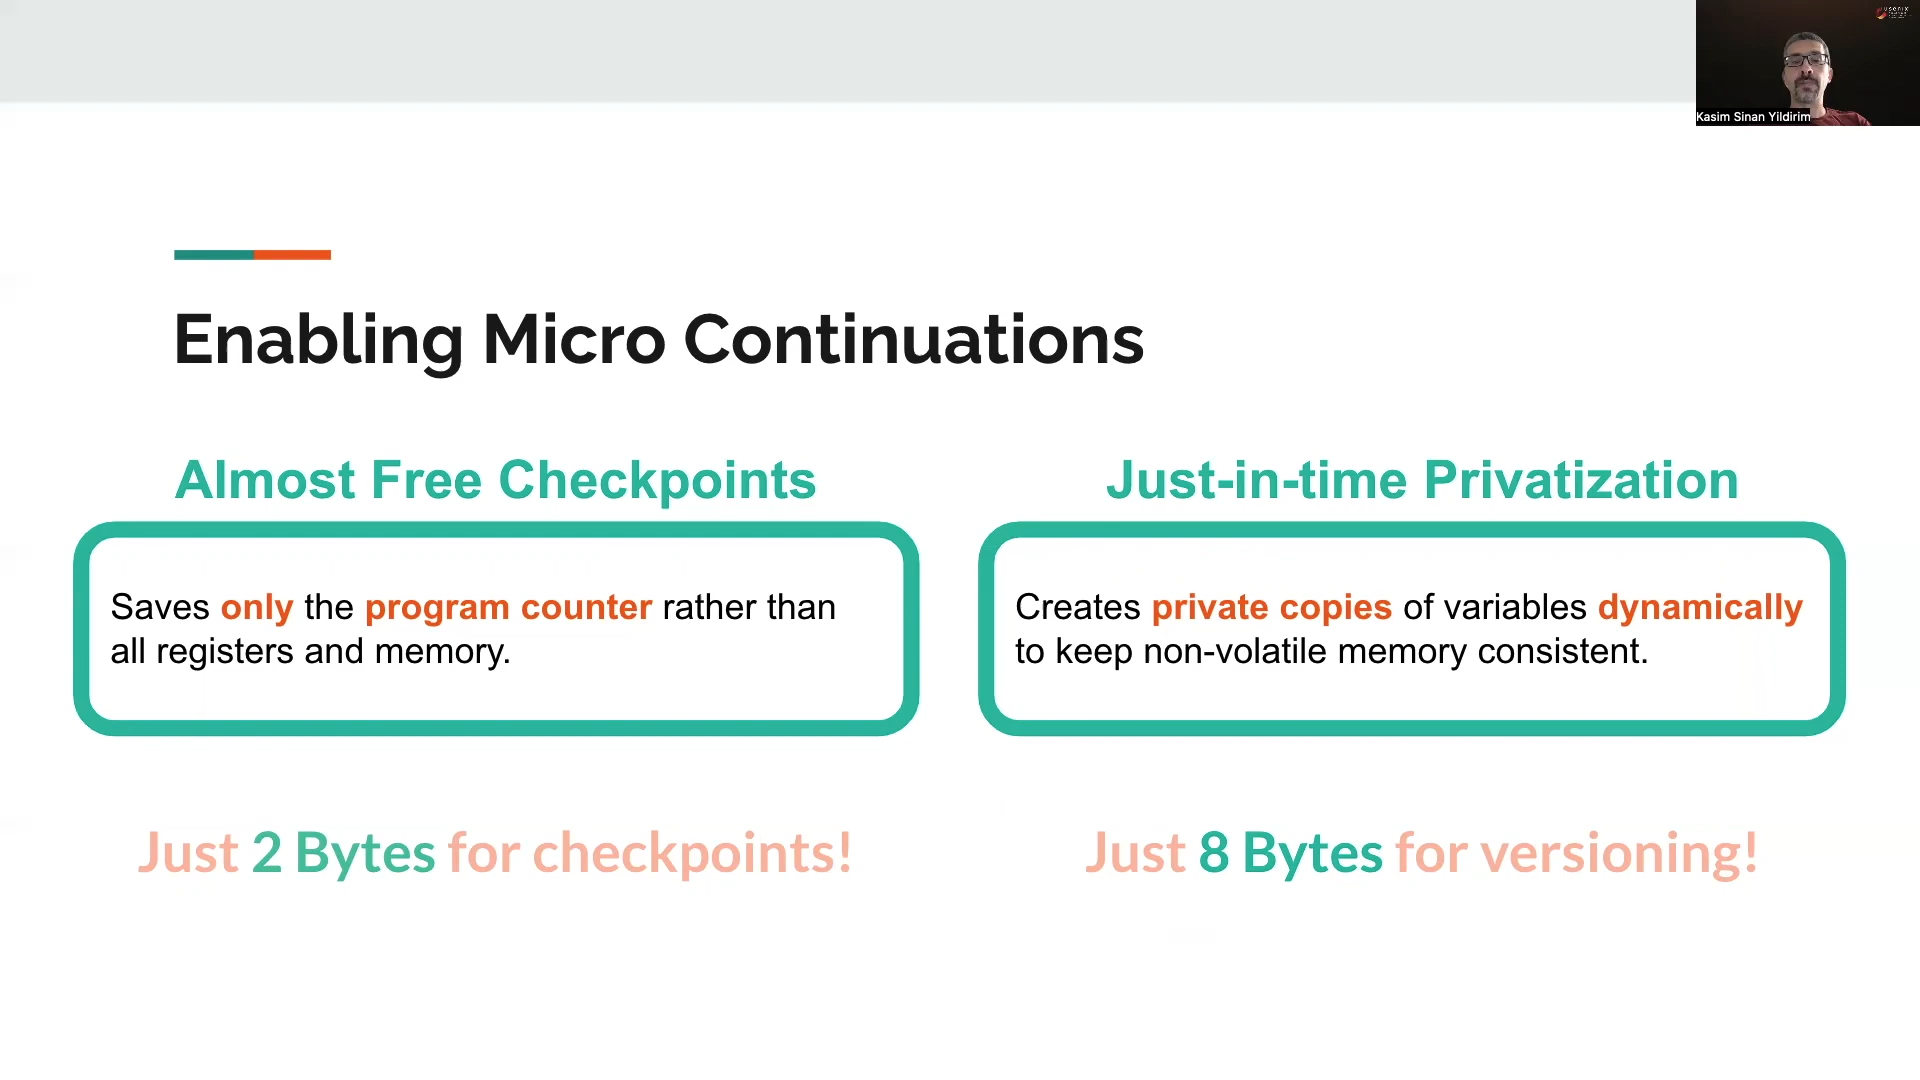 usenix
Kasim Sinan Yildirim
Enabling Micro Continuations
Almost Free Checkpoints
Saves only the program counter rather than
all registers and memory.
Just 2 Bytes for checkpoints!
Just-in-time Privatization
Creates private copies of variables dynamically
to keep non-volatile memory consistent.
Just 8 Bytes for versioning!